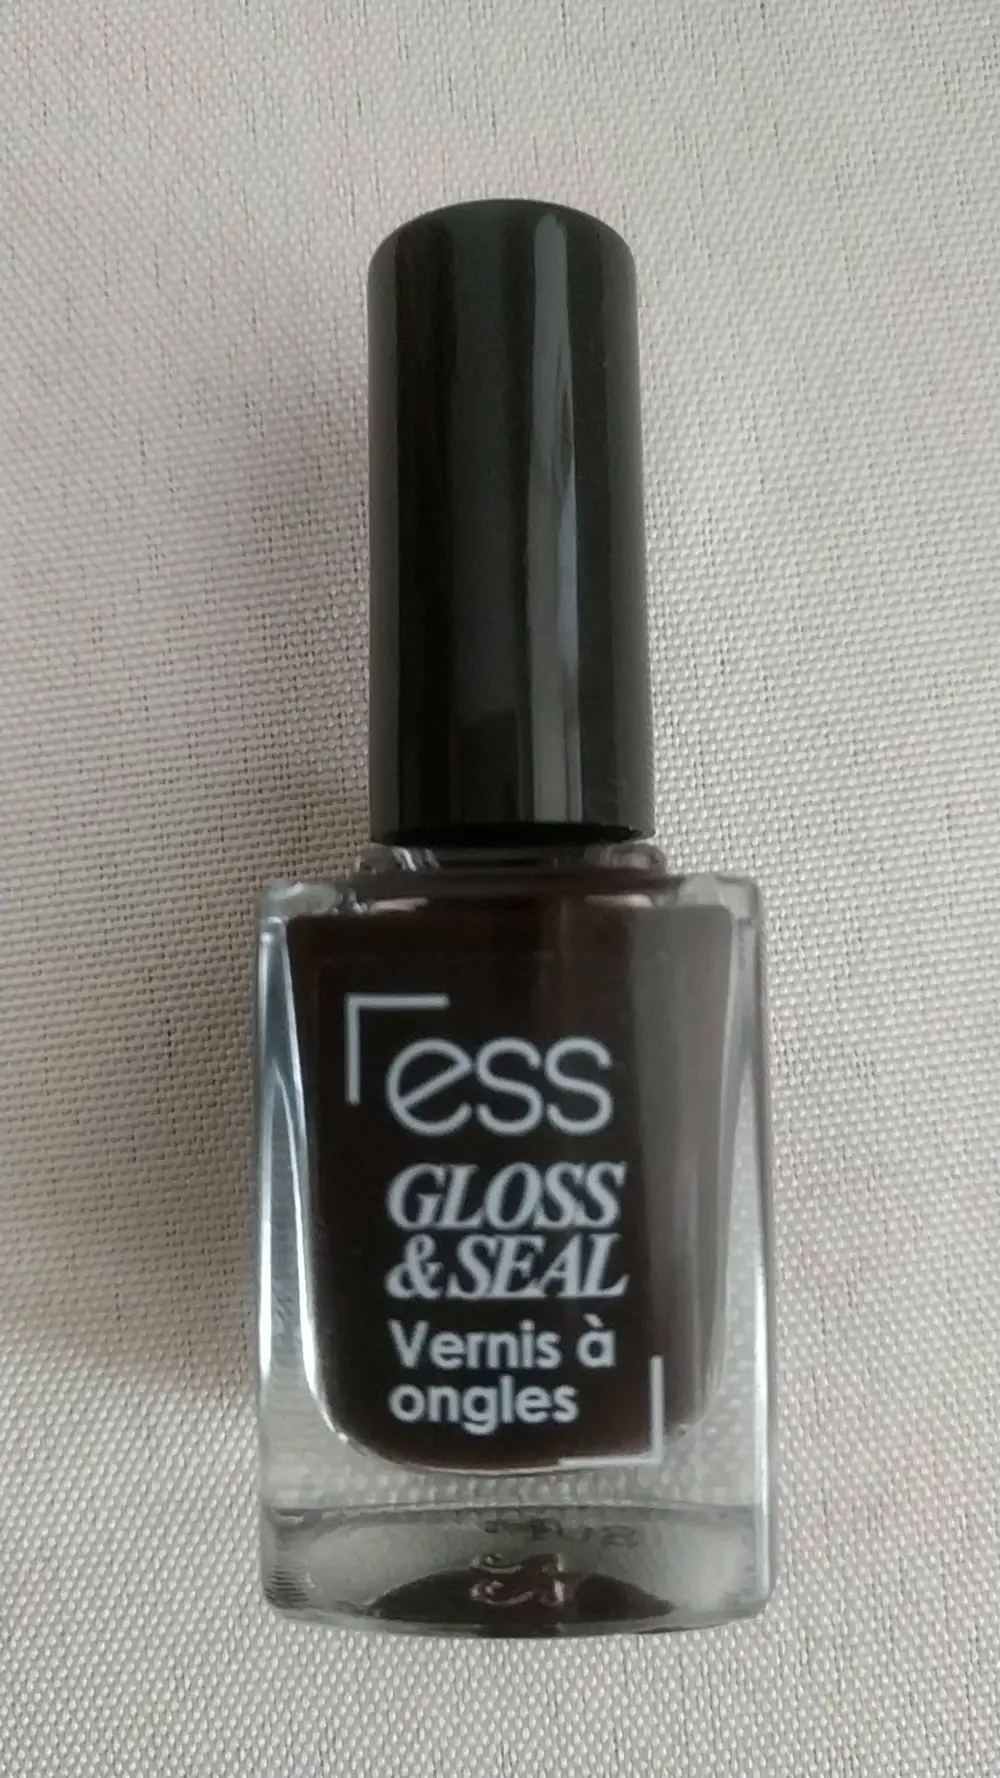 ess
GLOSS
& SEAL
Vernis à
ongles